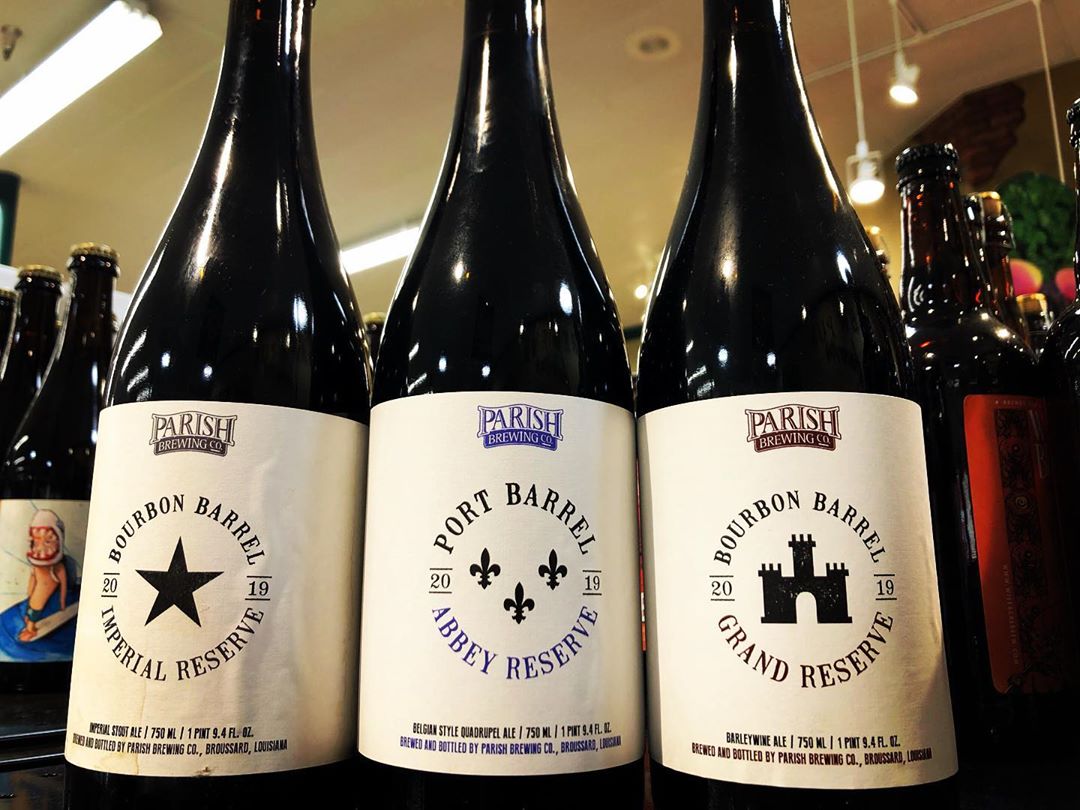 PARISH
BREWING CO.
BOURBON BARREL
20 19
IMPERIAL RESERVE
IMPERIAL STOUT ALE / 750 ML / 1 PINT 9.4 FL. OZ.
BREWED AND BOTTLED BY PARISH BREWING CO., BROUSSARD, LOUISIANA
PARISH
BREWING CO.
PORT BARREL
20 19
ABBEY RESERVE
BELGIAN STYLE QUADRUPEL ALE / 750 ML / 1 PINT 9.4 FL. OZ.
BREWED AND BOTTLED BY PARISH BREWING CO., BROUSSARD, LOUISIANA
PARISH
BREWING CO.
BOURBON BARREL
20 19
GRAND RESERVE
BARLEYWINE ALE / 750 ML / 1 PINT 9.4 FL. OZ.
BREWED AND BOTTLED BY PARISH BREWING CO., BROUSSARD, LOUISIANA